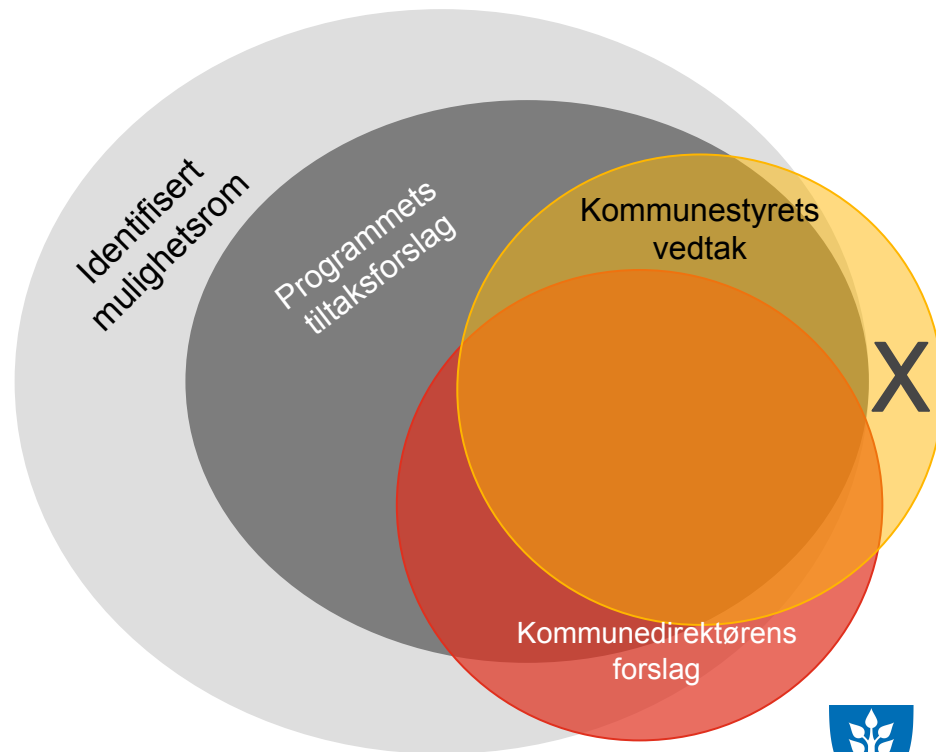 Identifisert
mulighetsrom
Programmets
tiltaksforslag
Kommunestyrets
vedtak
X
Kommunedirektørens
forslag